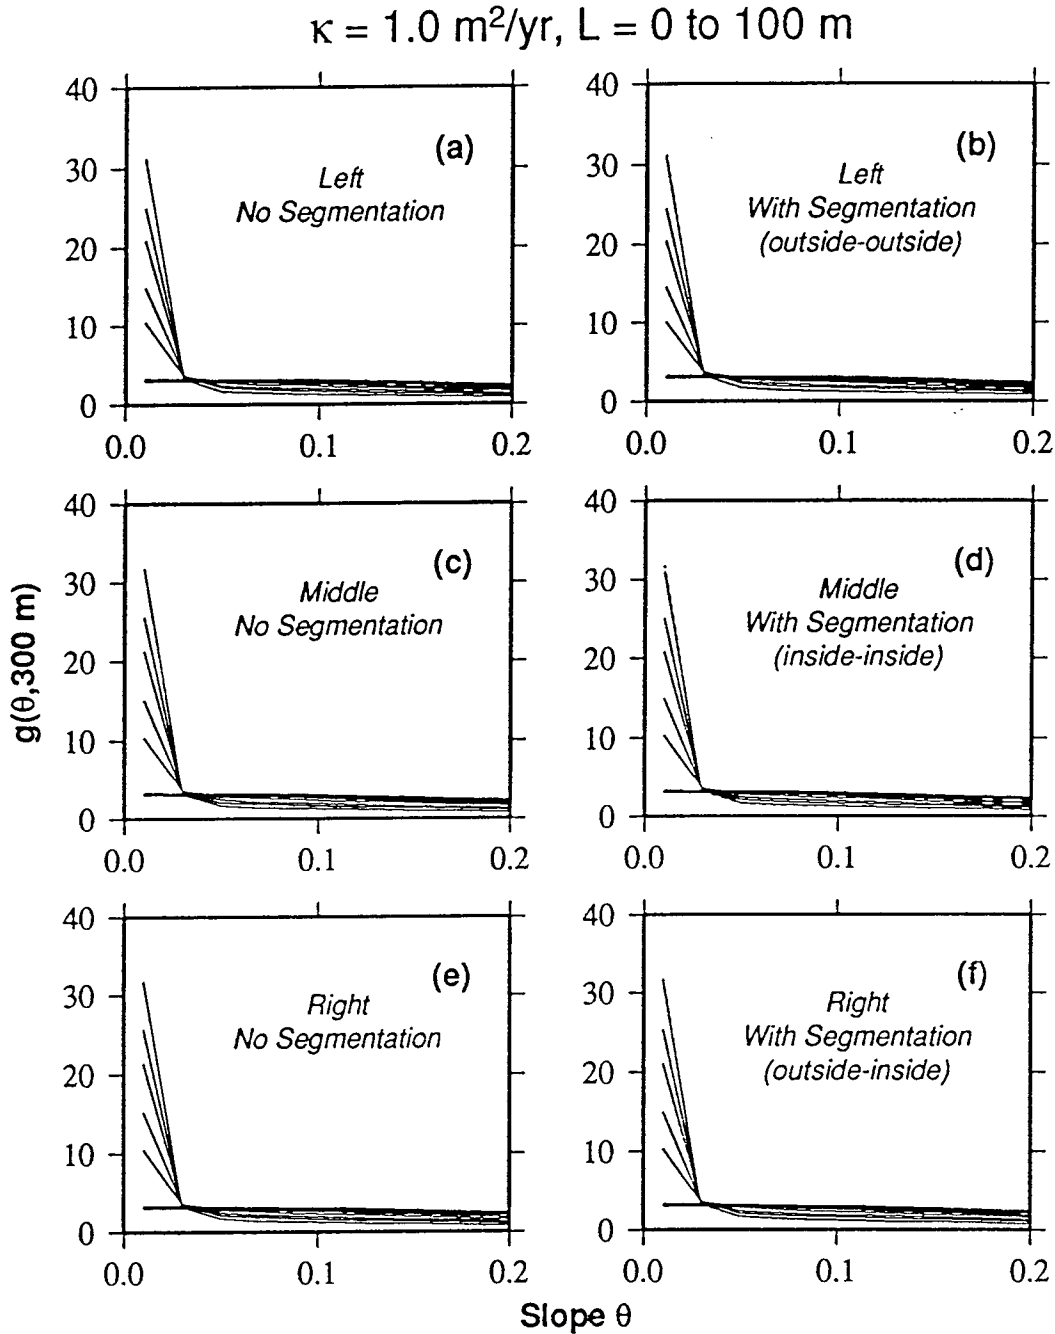 κ = 1.0 m²/yr, L = 0 to 100 m
40
30
20
10
0
0.0 0.1 0.2
(a)
Left
No Segmentation
40
30
20
10
0
0.0 0.1 0.2
(b)
Left
With Segmentation
(outside-outside)
g(θ,300 m)
40
30
20
10
0
0.0 0.1 0.2
(c)
Middle
No Segmentation
40
30
20
10
0
0.0 0.1 0.2
(d)
Middle
With Segmentation
(inside-inside)
40
30
20
10
0
0.0 0.1 0.2
(e)
Right
No Segmentation
40
30
20
10
0
0.0 0.1 0.2
(f)
Right
With Segmentation
(outside-inside)
Slope θ